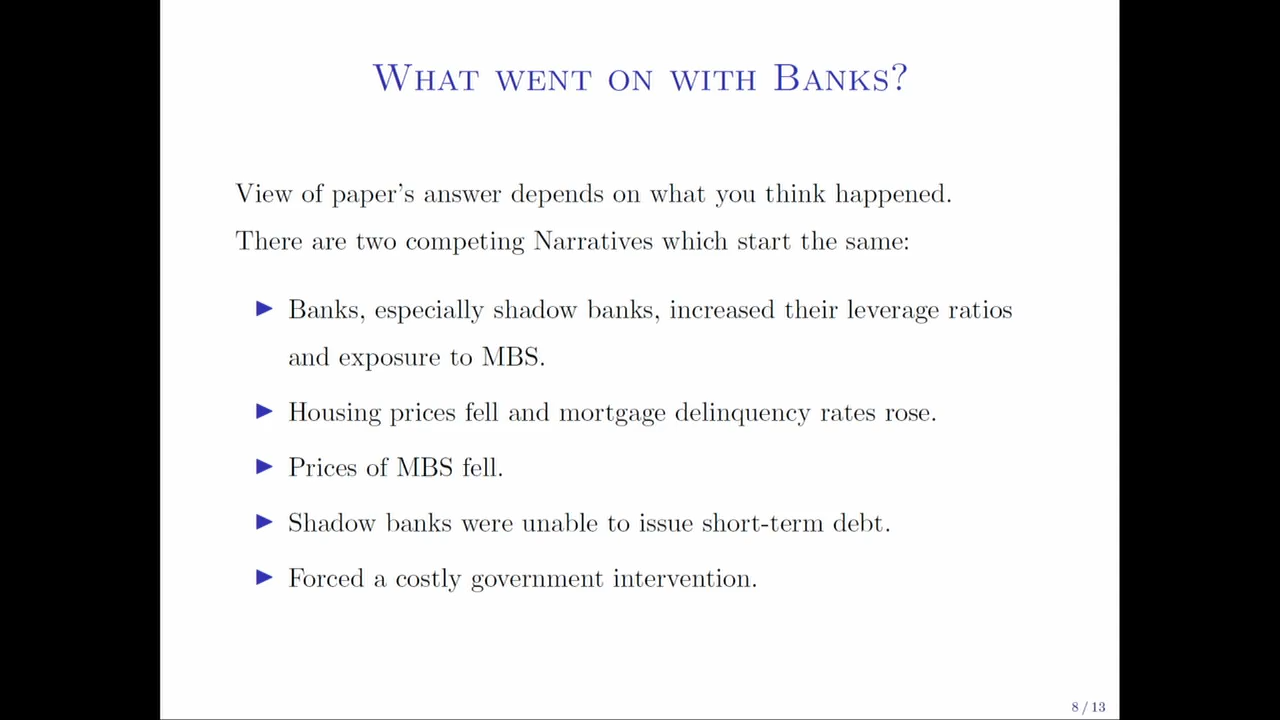 What went on with Banks?
View of paper's answer depends on what you think happened.
There are two competing Narratives which start the same:
▶ Banks, especially shadow banks, increased their leverage ratios
and exposure to MBS.
▶ Housing prices fell and mortgage delinquency rates rose.
▶ Prices of MBS fell.
▶ Shadow banks were unable to issue short-term debt.
▶ Forced a costly government intervention.
8 / 13